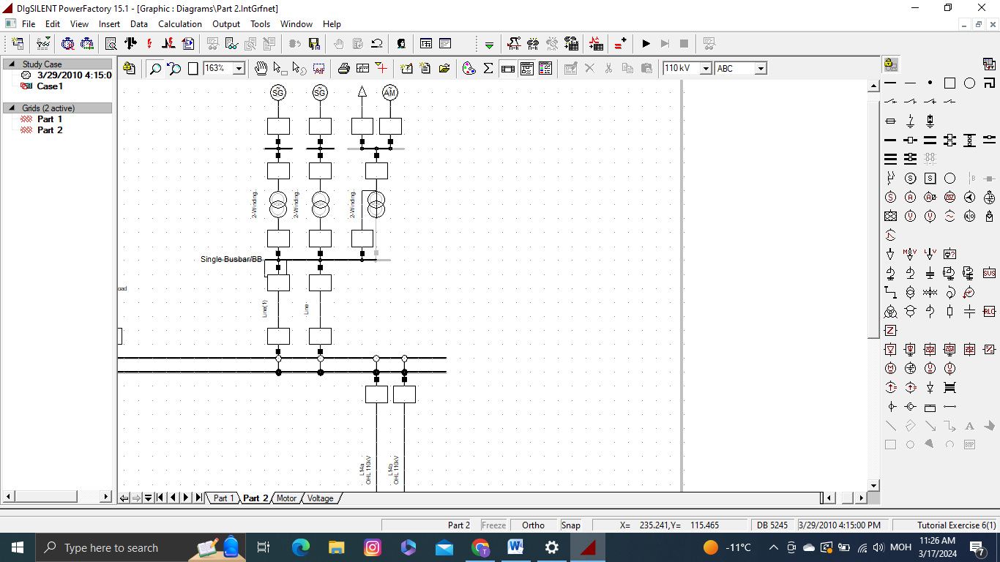 DIgSILENT PowerFactory 15.1 - [Graphic : Diagrams\Part 2.IntGrfnet]
File Edit View Insert Data Calculation Output Tools Window Help
163%
110 kV ABC
Study Case
3/29/2010 4:15:0
Case1
Grids (2 active)
Part 1
Part 2
SG SG AM
2-Winding.. 2-Winding.. 2-Winding..
Single Busbar/BB
oad
Line(1) Line
L14a
OHL 110kV
L14b
OHL 110kV
SVS
RLC
BMP
Part 1 Part 2 Motor Voltage
Part 2 Freeze Ortho Snap X= 235.241,Y= 115.465 DB 5245 3/29/2010 4:15:00 PM Tutorial Exercise 6(1)
Type here to search
-11°C
МОН
11:26 AM
3/17/2024
7